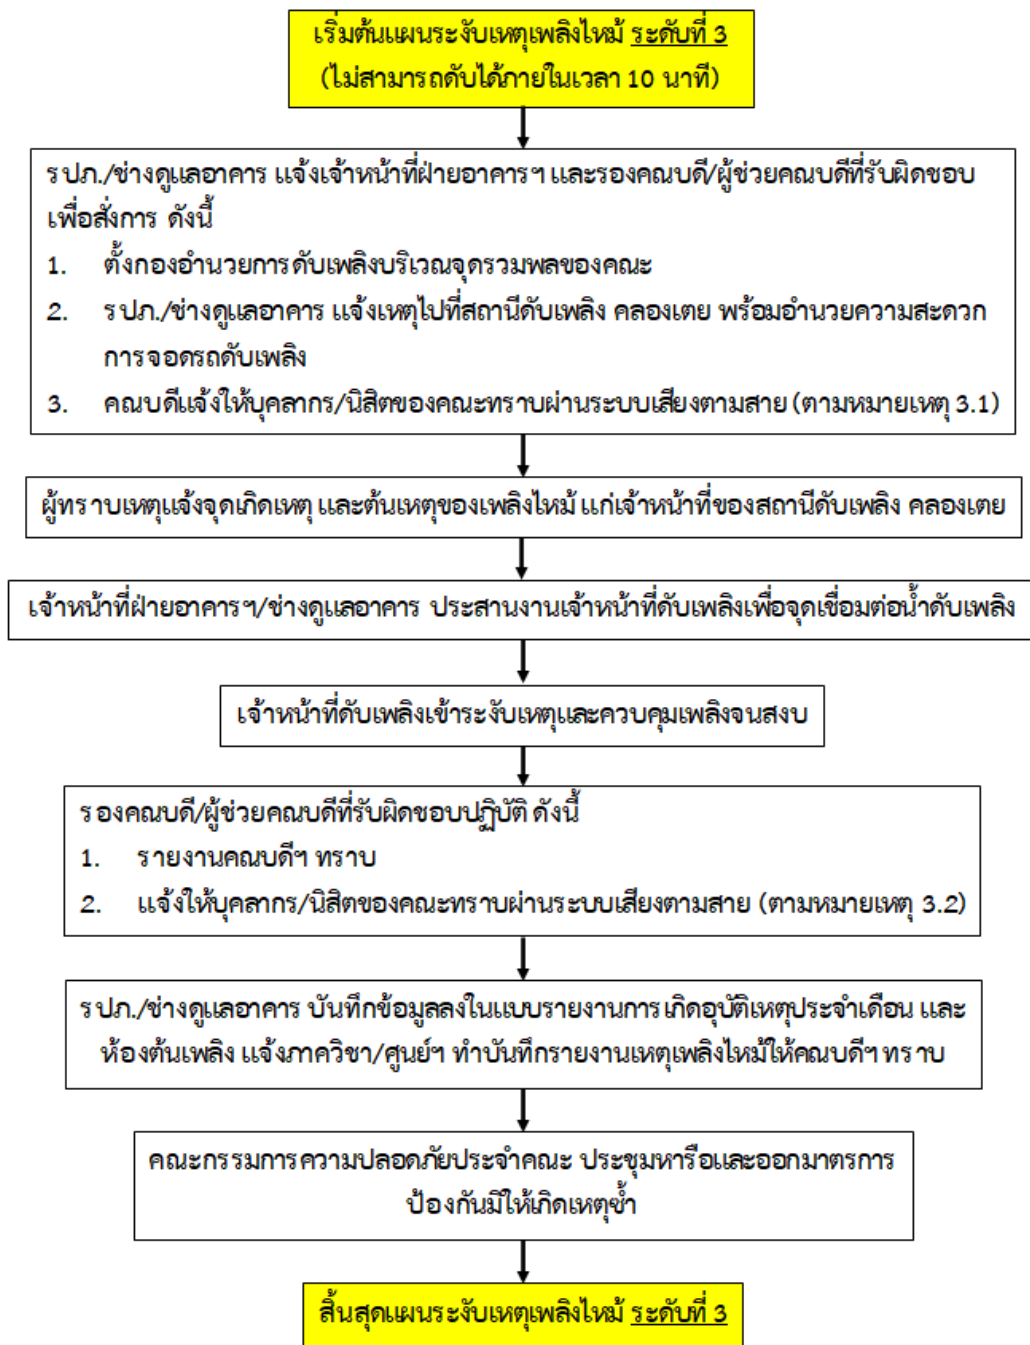 เริ่มต้นแผนระงับเหตุเพลิงไหม้ ระดับที่ 3
(ไม่สามารถดับได้ภายในเวลา 10 นาที)
รปภ./ช่างดูแลอาคาร แจ้งเจ้าหน้าที่ฝ่ายอาคารฯ และรองคณบดี/ผู้ช่วยคณบดีที่รับผิดชอบ
เพื่อสั่งการ ดังนี้
1. ตั้งกองอำนวยการดับเพลิงบริเวณจุดรวมพลของคณะ
2. รปภ./ช่างดูแลอาคาร แจ้งเหตุไปที่สถานีดับเพลิง คลองเตย พร้อมอำนวยความสะดวก
การจอดรถดับเพลิง
3. คณบดีแจ้งให้บุคลากร/นิสิตของคณะทราบผ่านระบบเสียงตามสาย (ตามหมายเหตุ 3.1)
ผู้ทราบเหตุแจ้งจุดเกิดเหตุ และต้นเหตุของเพลิงไหม้ แก่เจ้าหน้าที่ของสถานีดับเพลิง คลองเตย
เจ้าหน้าที่ฝ่ายอาคารฯ/ช่างดูแลอาคาร ประสานงานเจ้าหน้าที่ดับเพลิงเพื่อจุดเชื่อมต่อน้ำดับเพลิง
เจ้าหน้าที่ดับเพลิงเข้าระงับเหตุและควบคุมเพลิงจนสงบ
รองคณบดี/ผู้ช่วยคณบดีที่รับผิดชอบปฏิบัติ ดังนี้
1. รายงานคณบดีฯ ทราบ
2. แจ้งให้บุคลากร/นิสิตของคณะทราบผ่านระบบเสียงตามสาย (ตามหมายเหตุ 3.2)
รปภ./ช่างดูแลอาคาร บันทึกข้อมูลลงในแบบรายงานการเกิดอุบัติเหตุประจำเดือน และ
ห้องต้นเพลิง แจ้งภาควิชา/ศูนย์ฯ ทำบันทึกรายงานเหตุเพลิงไหม้ให้คณบดีฯ ทราบ
คณะกรรมการความปลอดภัยประจำคณะ ประชุมหารือและออกมาตรการ
ป้องกันมิให้เกิดเหตุซ้ำ
สิ้นสุดแผนระงับเหตุเพลิงไหม้ ระดับที่ 3